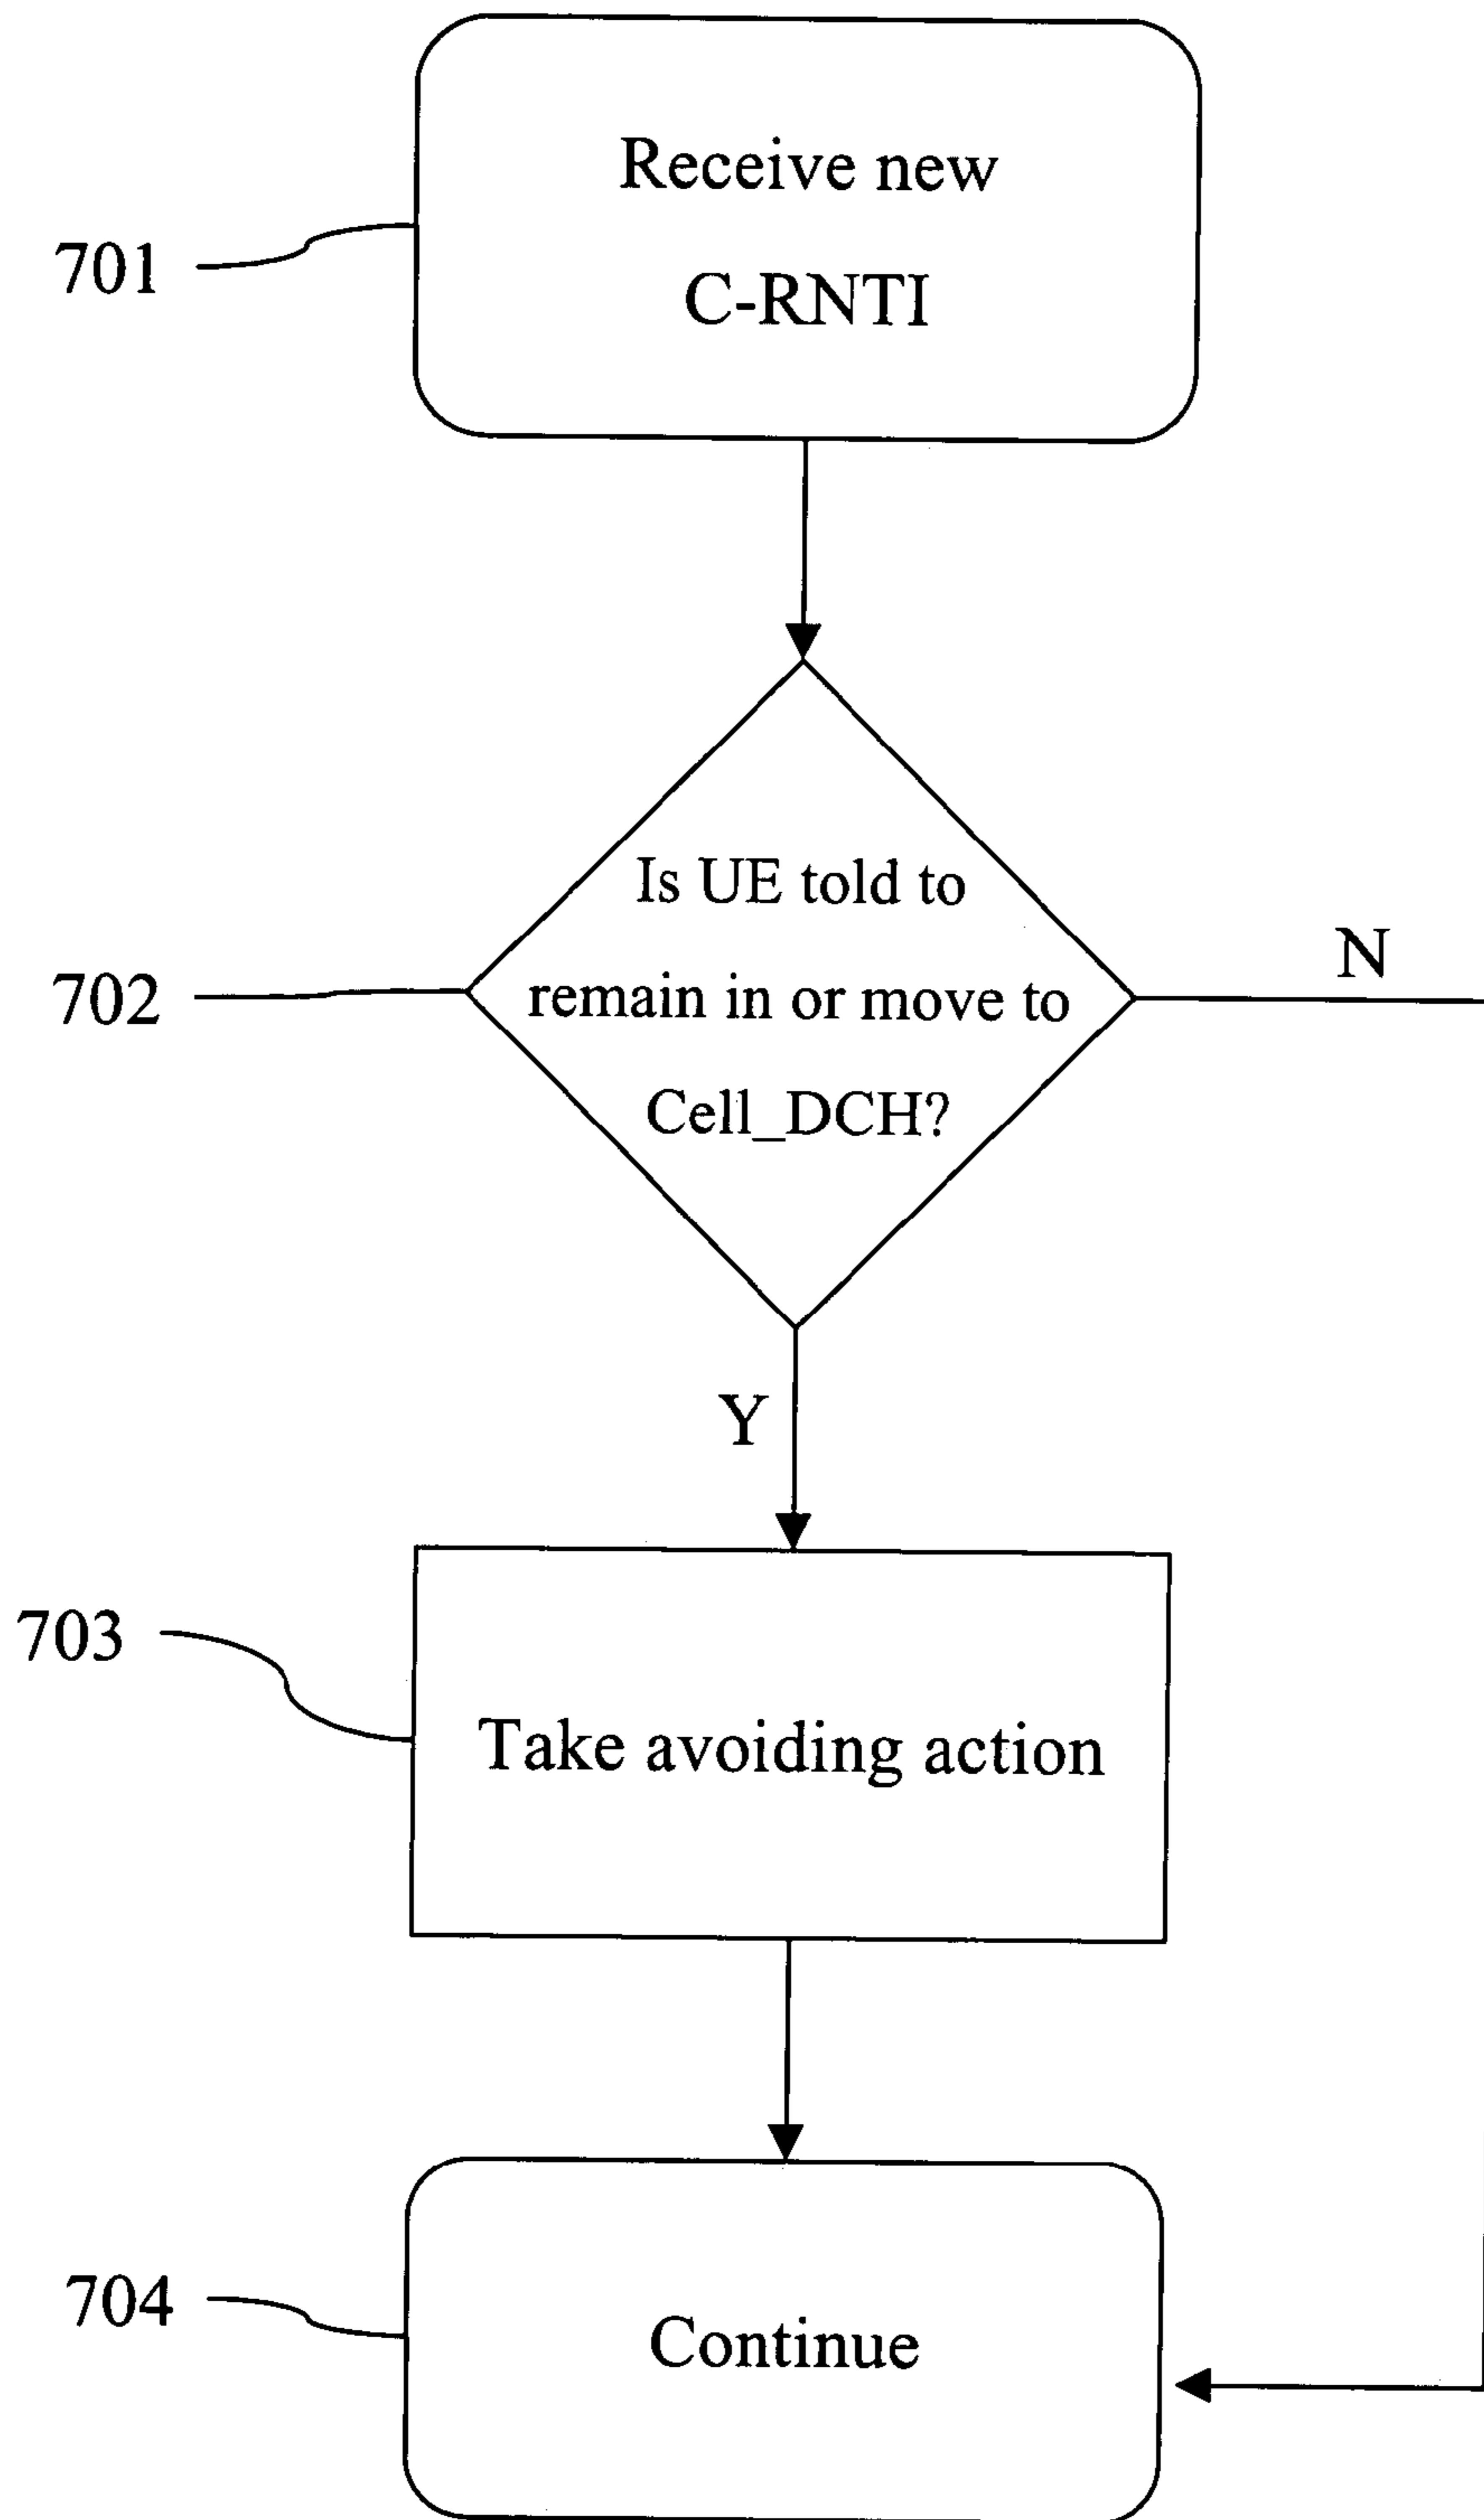 Receive new
C-RNTI
701
Is UE told to
remain in or move to
Cell_DCH?
702
N
Y
703
Take avoiding action
704
Continue